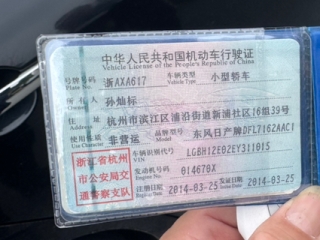 中华人民共和国机动车行驶证
Vehicle License of the People's Republic of China
号牌号码 Plate No. 浙AXA617 车辆类型 Vehicle Type 小型轿车
所有人 Owner 孙灿标
住址 Address 杭州市滨江区浦沿街道新浦社区16组39号
使用性质 Use Character 非营运 品牌型号 Model 东风日产牌DFL7162AAC1
浙江省杭州市公安局交通警察支队
车辆识别代号 VIN LGBH12E02EY311015
发动机号码 Engine No. 014670X
注册日期 Register Date 2014-03-25 发证日期 Issue Date 2014-03-25